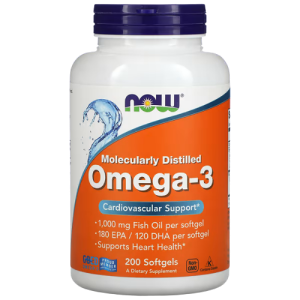 NOW
Molecularly Distilled
Omega-3
Cardiovascular Support*
• 1,000 mg Fish Oil per softgel
• 180 EPA / 120 DHA per softgel
• Supports Heart Health*
200 Softgels
A Dietary Supplement